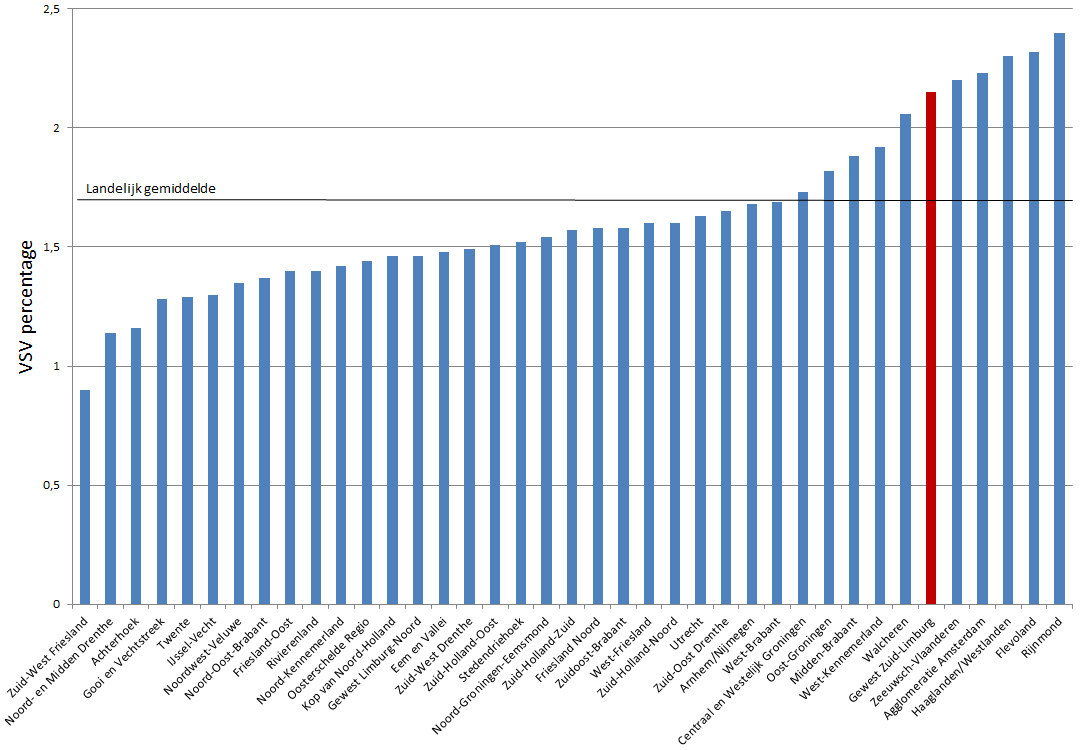 2,5
2
1,5
1
0,5
0
VSV percentage
Landelijk gemiddelde
Zuid-West Friesland
Noord- en Midden Drenthe
Achterhoek
Gooi en Vechtstreek
Twente
IJssel-Vecht
Noordwest-Veluwe
Noord-Oost-Brabant
Friesland-Oost
Rivierenland
Noord-Kennemerland
Oosterschelde Regio
Kop van Noord-Holland
Gewest Limburg-Noord
Eem en Vallei
Zuid-West Drenthe
Zuid-Holland-Oost
Stedendriehoek
Noord-Groningen-Eemsmond
Zuid-Holland-Zuid
Friesland Noord
Zuidoost-Brabant
West-Friesland
Zuid-Holland-Noord
Utrecht
Zuid-Oost Drenthe
Arnhem/Nijmegen
West-Brabant
Centraal en Westelijk Groningen
Oost-Groningen
Midden-Brabant
West-Kennemerland
Walcheren
Gewest Zuid-Limburg
Zeeuwsch-Vlaanderen
Agglomeratie Amsterdam
Haaglanden/Westlanden
Flevoland
Rijnmond